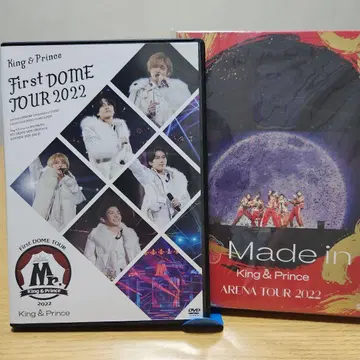 King & Prince
First DOME
TOUR 2022
First DOME TOUR
Mr.
King & Prince
2022
King & Prince
DVD
Made in
King & Prince
ARENA TOUR 2022